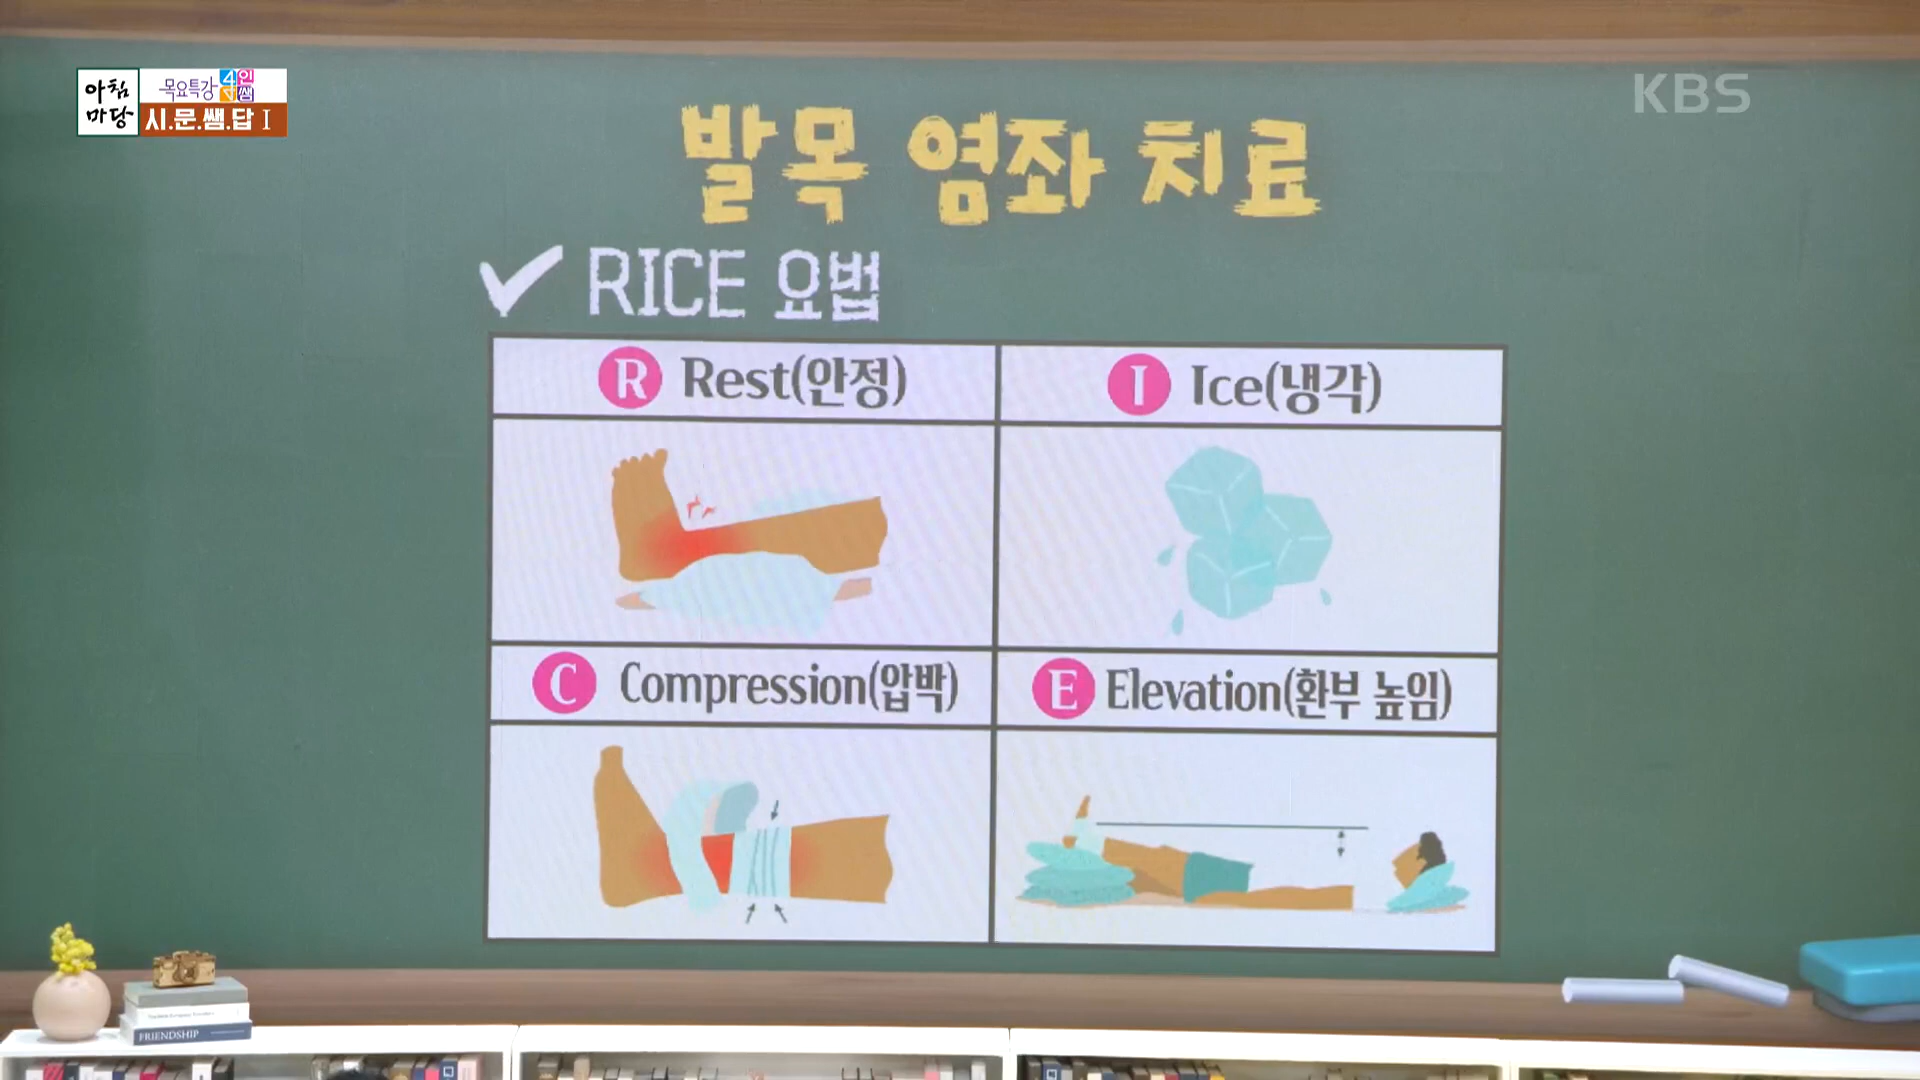 아침
마당
목요특강 4인4쌤
시.문.쌤.답 I
KBS
발목 염좌 치료
RICE 요법
R Rest(안정)
I Ice(냉각)
C Compression(압박)
E Elevation(환부 높임)
FRIENDSHIP